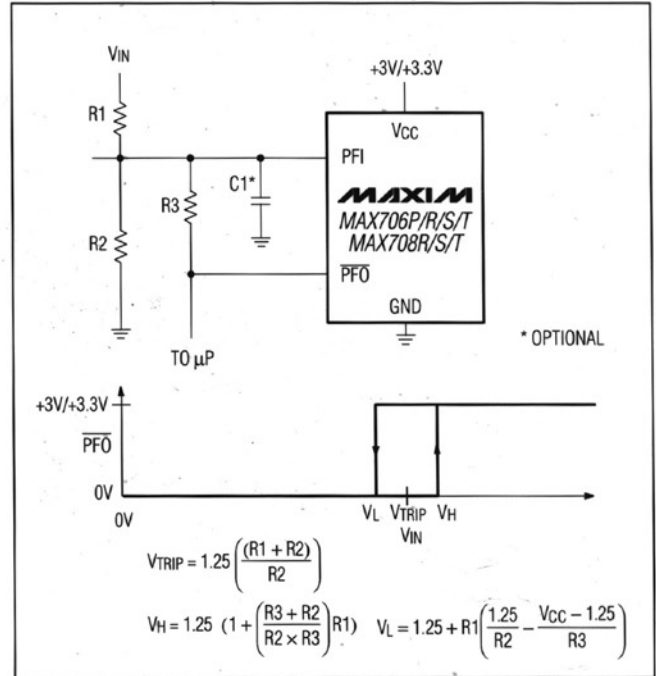 VIN
+3V/+3.3V
R1
VCC
PFI
C1*
R3
MAXIM
MAX706P/R/S/T
MAX708R/S/T
R2
P̅F̅O̅
GND
* OPTIONAL
TO µP
+3V/+3.3V
P̅F̅O̅
0V
0V
VL VTRIP VH
VIN
VTRIP = 1.25 ((R1 + R2) / R2)
VH = 1.25 (1 + ((R3 + R2) / (R2 × R3)) R1) VL = 1.25 + R1 (1.25 / R2 − (VCC − 1.25) / R3)